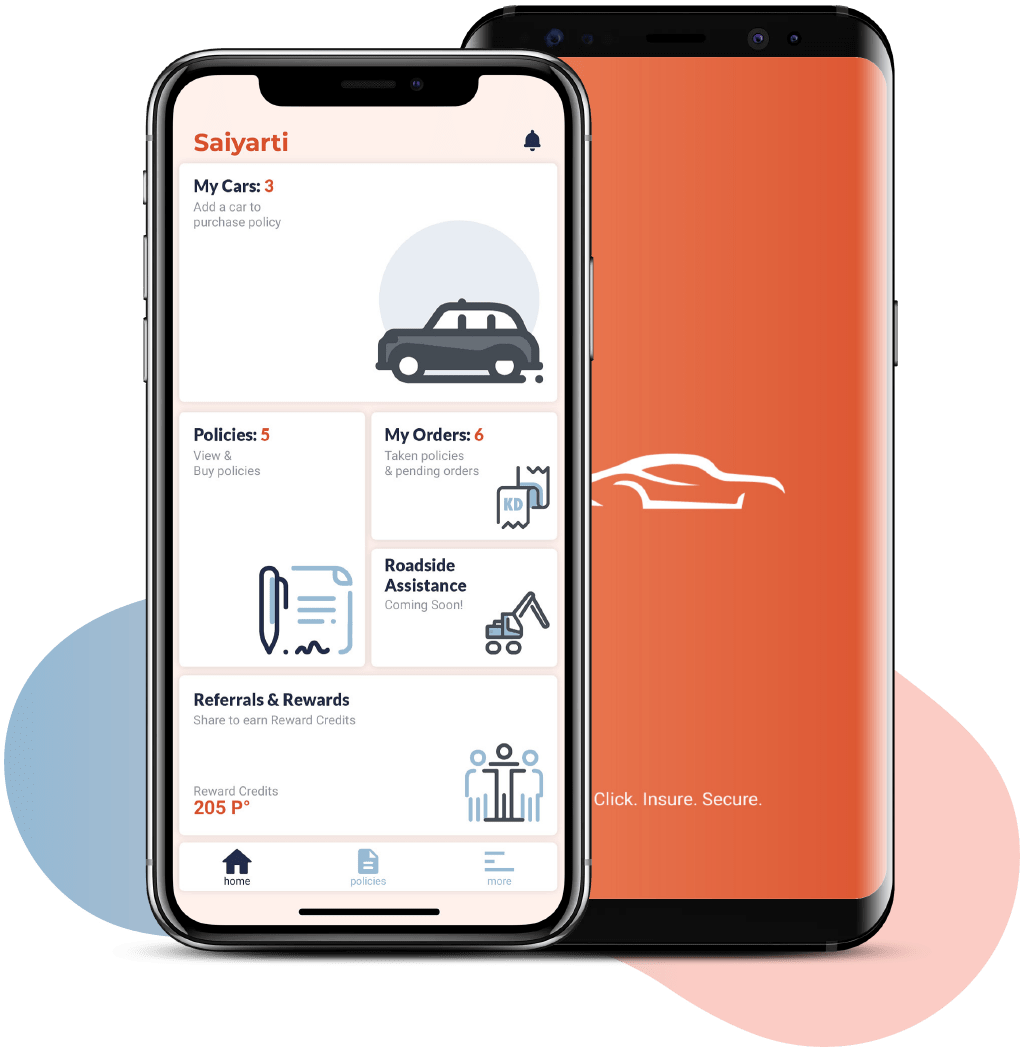 Saiyarti
My Cars: 3
Add a car to
purchase policy
Policies: 5
View &
Buy policies
My Orders: 6
Taken policies
& pending orders
KD
Roadside
Assistance
Coming Soon!
Referrals & Rewards
Share to earn Reward Credits
Reward Credits
205 P°
home
policies
more
Click. Insure. Secure.